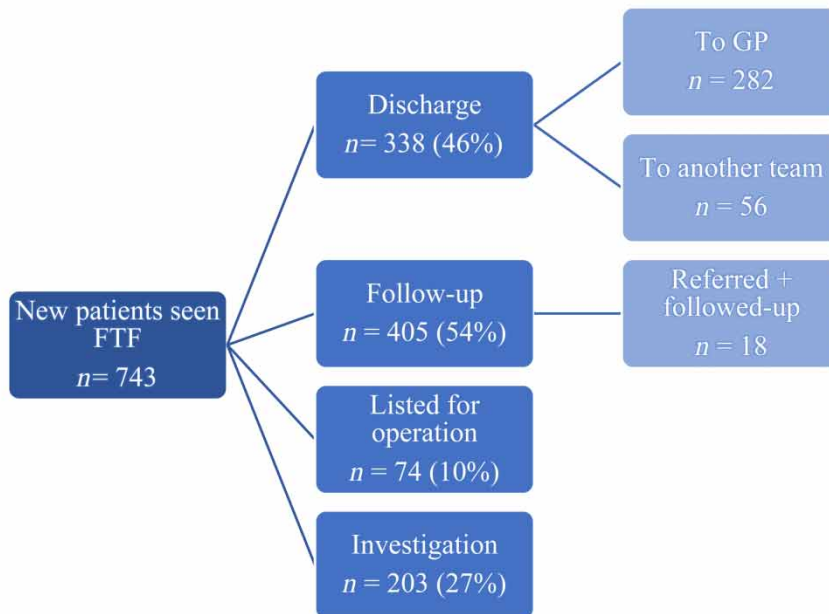 New patients seen
FTF
n= 743
Discharge
n= 338 (46%)
To GP
n = 282
To another team
n = 56
Follow-up
n = 405 (54%)
Referred +
followed-up
n = 18
Listed for
operation
n = 74 (10%)
Investigation
n = 203 (27%)